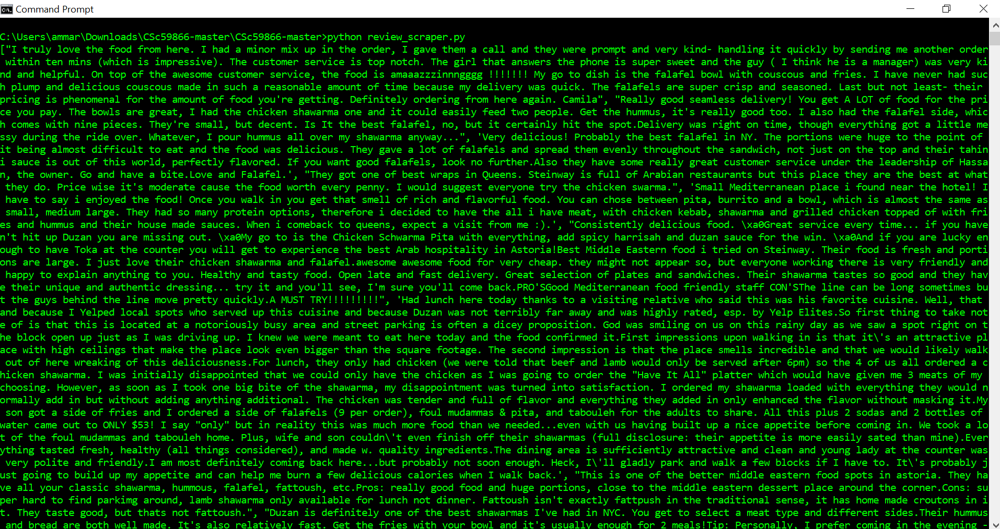 Command Prompt
C:\Users\ammar\Downloads\CSc59866-master\CSc59866-master>python review_scraper.py
["I truly love the food from here. I had a minor mix up in the order, I gave them a call and they were prompt and very kind- handling it quickly by sending me another order
 within ten mins (which is impressive). The customer service is top notch. The girl that answers the phone is super sweet and the guy ( I think he is a manager) was very ki
nd and helpful. On top of the awesome customer service, the food is amaaazzzinnngggg !!!!!!! My go to dish is the falafel bowl with couscous and fries. I have never had suc
h plump and delicious couscous made in such a reasonable amount of time because my delivery was quick. The falafels are super crisp and seasoned. Last but not least- their 
pricing is phenomenal for the amount of food you're getting. Definitely ordering from here again. Camila", "Really good seamless delivery! You get A LOT of food for the pri
ce you pay. The bowls are great, I had the chicken shawarma one and it could easily feed two people. Get the hummus, it's really good too. I also had the falafel side, whic
h comes with nine pieces. They're small, but decent. Is It the best falafel, no, but it certainly hit the spot.Delivery was right on time, though everything got a little me
ssy during the ride over. Whatever, I pour hummus all over my shawarma anyway...", 'Very delicious! Probably the best falafel in NY. The portions were huge to the point of 
it being almost difficult to eat and the food was delicious. They gave a lot of falafels and spread them evenly throughout the sandwich, not just on the top and their tahin
i sauce is out of this world, perfectly flavored. If you want good falafels, look no further.Also they have some really great customer service under the leadership of Hassa
n, the owner. Go and have a bite.Love and Falafel.', "They got one of best wraps in Queens. Steinway is full of Arabian restaurants but this place they are the best at what
 they do. Price wise it's moderate cause the food worth every penny. I would suggest everyone try the chicken swarma.", 'Small Mediterranean place i found near the hotel! I
 have to say i enjoyed the food! Once you walk in you get that smell of rich and flavorful food. You can chose between pita, burrito and a bowl, which is almost the same as
 small, medium large. They had so many protein options, therefore i decided to have the all i have meat, with chicken kebab, shawarma and grilled chicken topped of with fri
es and hummus and their house made sauces. When i comeback to queens, expect a visit from me :).', "Consistently delicious food. \xa0Great service every time... if you have
n't hit up Duzan you are missing out. \xa0My go to is the Chicken Schwarma Pita with everything, add spicy harrisah and duzan sauce for the win. \xa0And if you are lucky en
ough to have Toka at the counter you will get to experience the best Arab hospitality in Astoria!Best Middle Eastern food i tried on Steinway. Their food is fresh and porti
ons are large. I just love their chicken shawarma and falafel.awesome awesome food for very cheap. they might not appear so, but everyone working there is very friendly and
 happy to explain anything to you. Healthy and tasty food. Open late and fast delivery. Great selection of plates and sandwiches. Their shawarma tastes so good and they hav
e their unique and authentic dressing... try it and you'll see, I'm sure you'll come back.PRO'SGood Mediterranean food friendly staff CON'SThe line can be long sometimes bu
t the guys behind the line move pretty quickly.A MUST TRY!!!!!!!!!", 'Had lunch here today thanks to a visiting relative who said this was his favorite cuisine. Well, that 
and because I Yelped local spots who served up this cuisine and because Duzan was not terribly far away and was highly rated, esp. by Yelp Elites.So first thing to take not
e of is that this is located at a notoriously busy area and street parking is often a dicey proposition. God was smiling on us on this rainy day as we saw a spot right on t
he block open up just as I was driving up. I knew we were meant to eat here today and the food confirmed it.First impressions upon walking in is that it\'s an attractive pl
ace with high ceilings that make the place look even bigger than the square footage. The second impression is that the place smells incredible and that we would likely walk
 out of here wreaking of this deliciousness.For lunch, they only had chicken (we were told that beef and lamb would only be served after 6pm) so the 4 of us all ordered a c
hicken shawarma. I was initially disappointed that we could only have the chicken as I was going to order the "Have It All" platter which would have given me 3 meats of my 
choosing. However, as soon as I took one big bite of the shawarma, my disappointment was turned into satisfaction. I ordered my shawarma loaded with everything they would n
ormally add in but without adding anything additional. The chicken was tender and full of flavor and everything they added in only enhanced the flavor without masking it.My
 son got a side of fries and I ordered a side of falafels (9 per order), foul mudammas & pita, and tabouleh for the adults to share. All this plus 2 sodas and 2 bottles of 
water came out to ONLY $53! I say "only" but in reality this was much more food than we needed...even with us having built up a nice appetite before coming in. We took a lo
t of the foul mudammas and tabouleh home. Plus, wife and son couldn\'t even finish off their shawarmas (full disclosure: their appetite is more easily sated than mine).Ever
ything tasted fresh, healthy (all things considered), and made w. quality ingredients.The dining area is sufficiently attractive and clean and young lady at the counter was
 very polite and friendly.I am most definitely coming back here...but probably not soon enough. Heck, I\'ll gladly park and walk a few blocks if I have to. It\'s probably j
ust going to build up my appetite and can help me burn a few delicious calories when I walk back.', "This is one of the better middle eastern food spots in astoria. They ha
ve all your classic shawarma, hummous, falafel, fattoush, etc.Pros: really good food and huge portions, close to the middle eastern dessert place around the corner.Cons: su
per hard to find parkimg around, lamb shawarma only available for lunch not dinner. Fattoush isn't exactly fattpush in the traditional sense, it has home made croutons in i
t. They taste good, but thats not fattoush.", "Duzan is definitely one of the best shawarmas I've had in NYC. You get to select a meat type and different sides.Their hummus
 and bread are both well made. It's also relatively fast. Get the fries with your bowl and it's usually enough for 2 meals!Tip: Personally, I prefer coming in the evening -